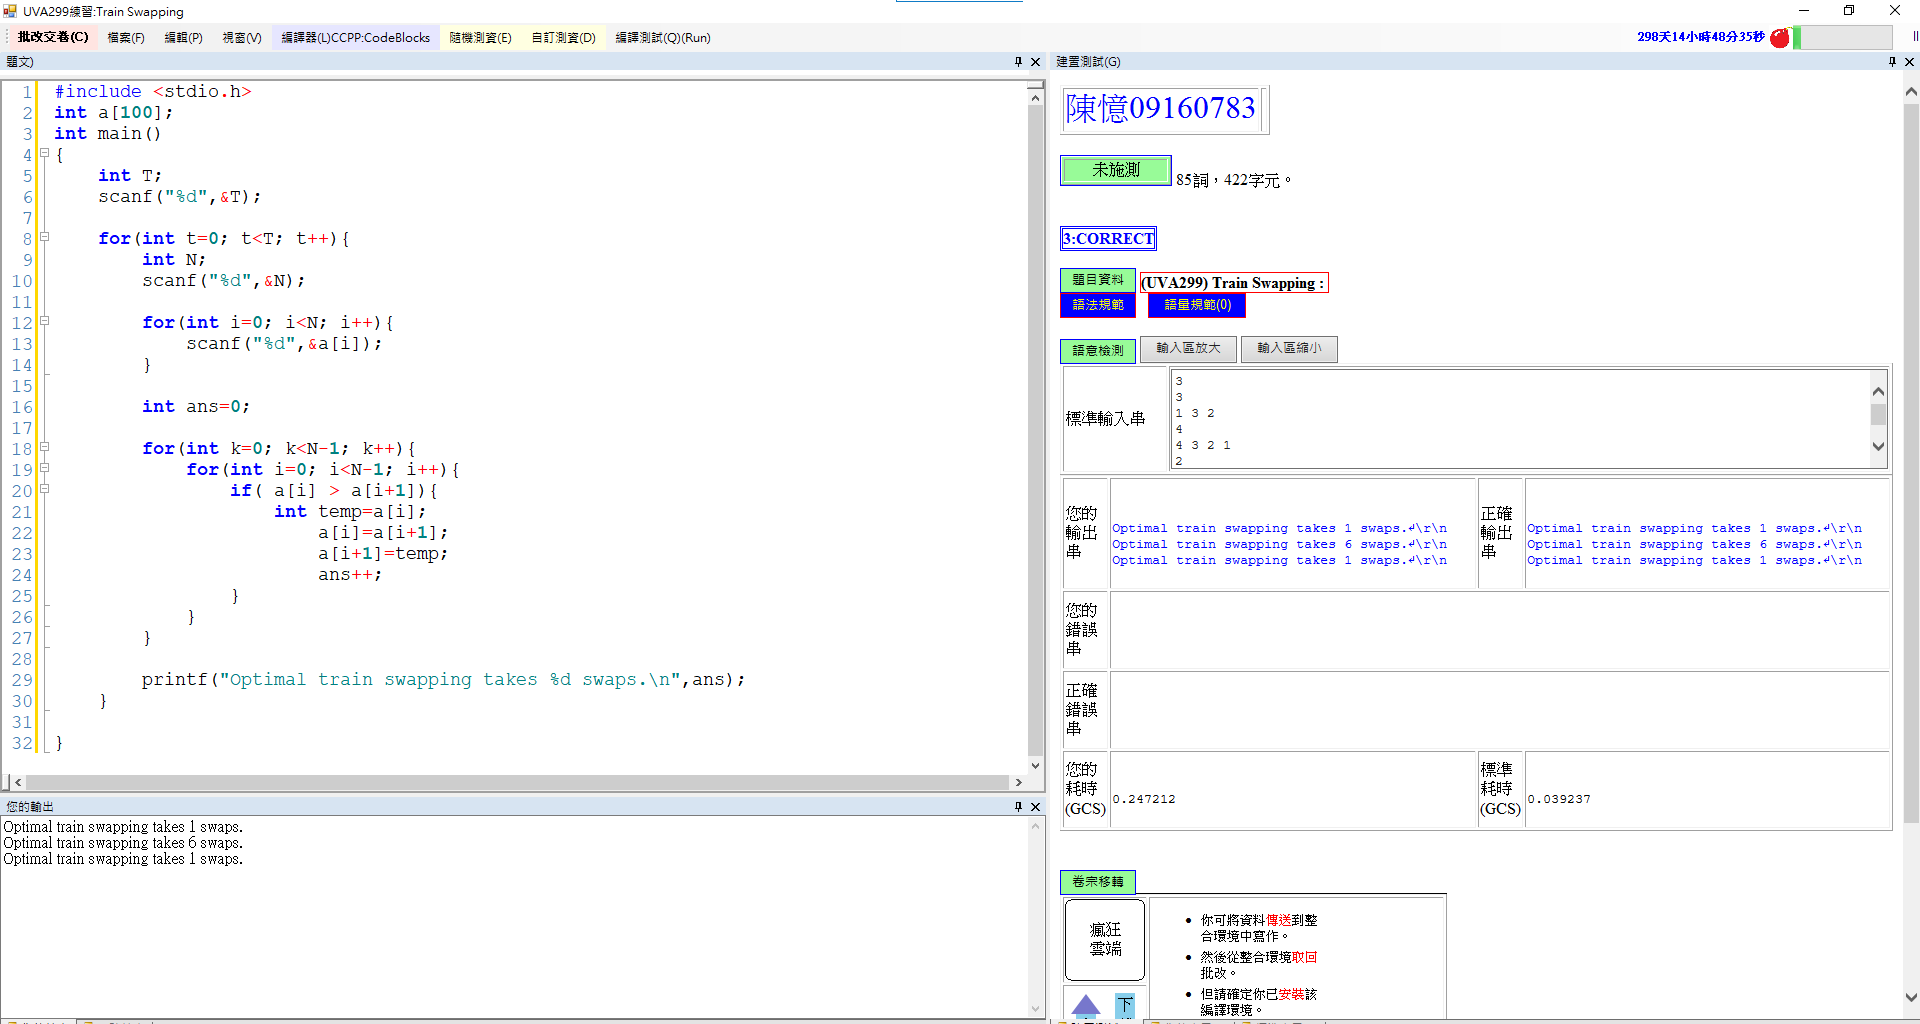 UVA299練習:Train Swapping
批改交卷(C) 檔案(F) 編輯(P) 視窗(V) 編譯器(L)CCPP:CodeBlocks 隨機測資(E) 自訂測資(D) 編譯測試(Q)(Run) 298天14小時48分35秒
題文)
1 #include <stdio.h>
2 int a[100];
3 int main()
4 {
5 int T;
6 scanf("%d",&T);
7
8 for(int t=0; t<T; t++){
9 int N;
10 scanf("%d",&N);
11
12 for(int i=0; i<N; i++){
13 scanf("%d",&a[i]);
14 }
15
16 int ans=0;
17
18 for(int k=0; k<N-1; k++){
19 for(int i=0; i<N-1; i++){
20 if( a[i] > a[i+1]){
21 int temp=a[i];
22 a[i]=a[i+1];
23 a[i+1]=temp;
24 ans++;
25 }
26 }
27 }
28
29 printf("Optimal train swapping takes %d swaps.\n",ans);
30 }
31
32 }
您的輸出
Optimal train swapping takes 1 swaps.
Optimal train swapping takes 6 swaps.
Optimal train swapping takes 1 swaps.
建置測試(G)
陳憶09160783
未施測 85詞，422字元。
3:CORRECT
題目資料 (UVA299) Train Swapping :
語法規範 語量規範(0)
語意檢測 輸入區放大 輸入區縮小
標準輸入串
3
3
1 3 2
4
4 3 2 1
2
您的
輸出
串
Optimal train swapping takes 1 swaps.↲\r\n
Optimal train swapping takes 6 swaps.↲\r\n
Optimal train swapping takes 1 swaps.↲\r\n
正確
輸出
串
Optimal train swapping takes 1 swaps.↲\r\n
Optimal train swapping takes 6 swaps.↲\r\n
Optimal train swapping takes 1 swaps.↲\r\n
您的
錯誤
串
正確
錯誤
串
您的
耗時
(GCS)
0.247212
標準
耗時
(GCS)
0.039237
卷宗移轉
瘋狂
雲端
• 你可將資料傳送到整
合環境中寫作。
• 然後從整合環境取回
批改。
• 但請確定你已安裝該
編譯環境。
下